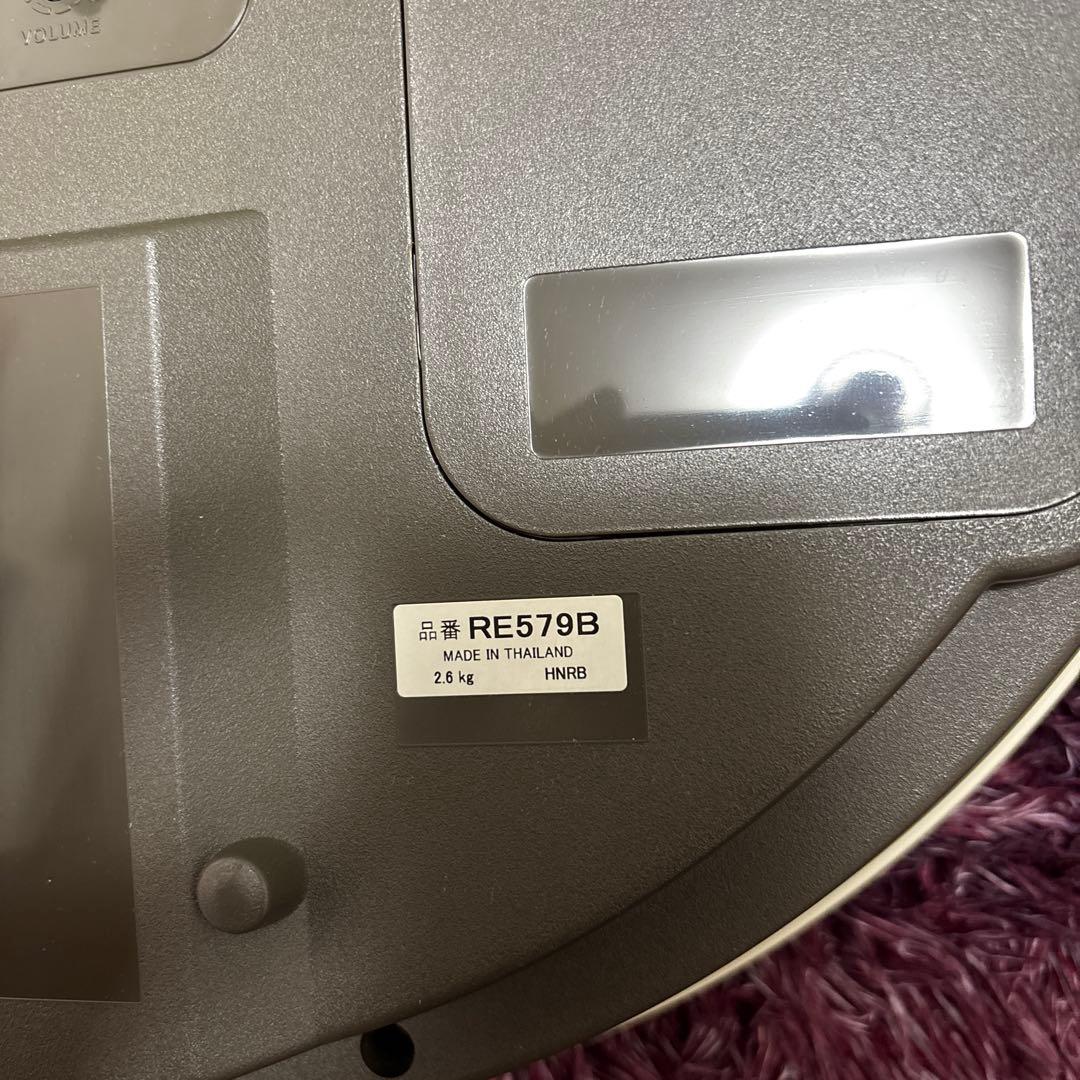 VOLUME
品番 RE579B
MADE IN THAILAND
2.6 kg HNRB